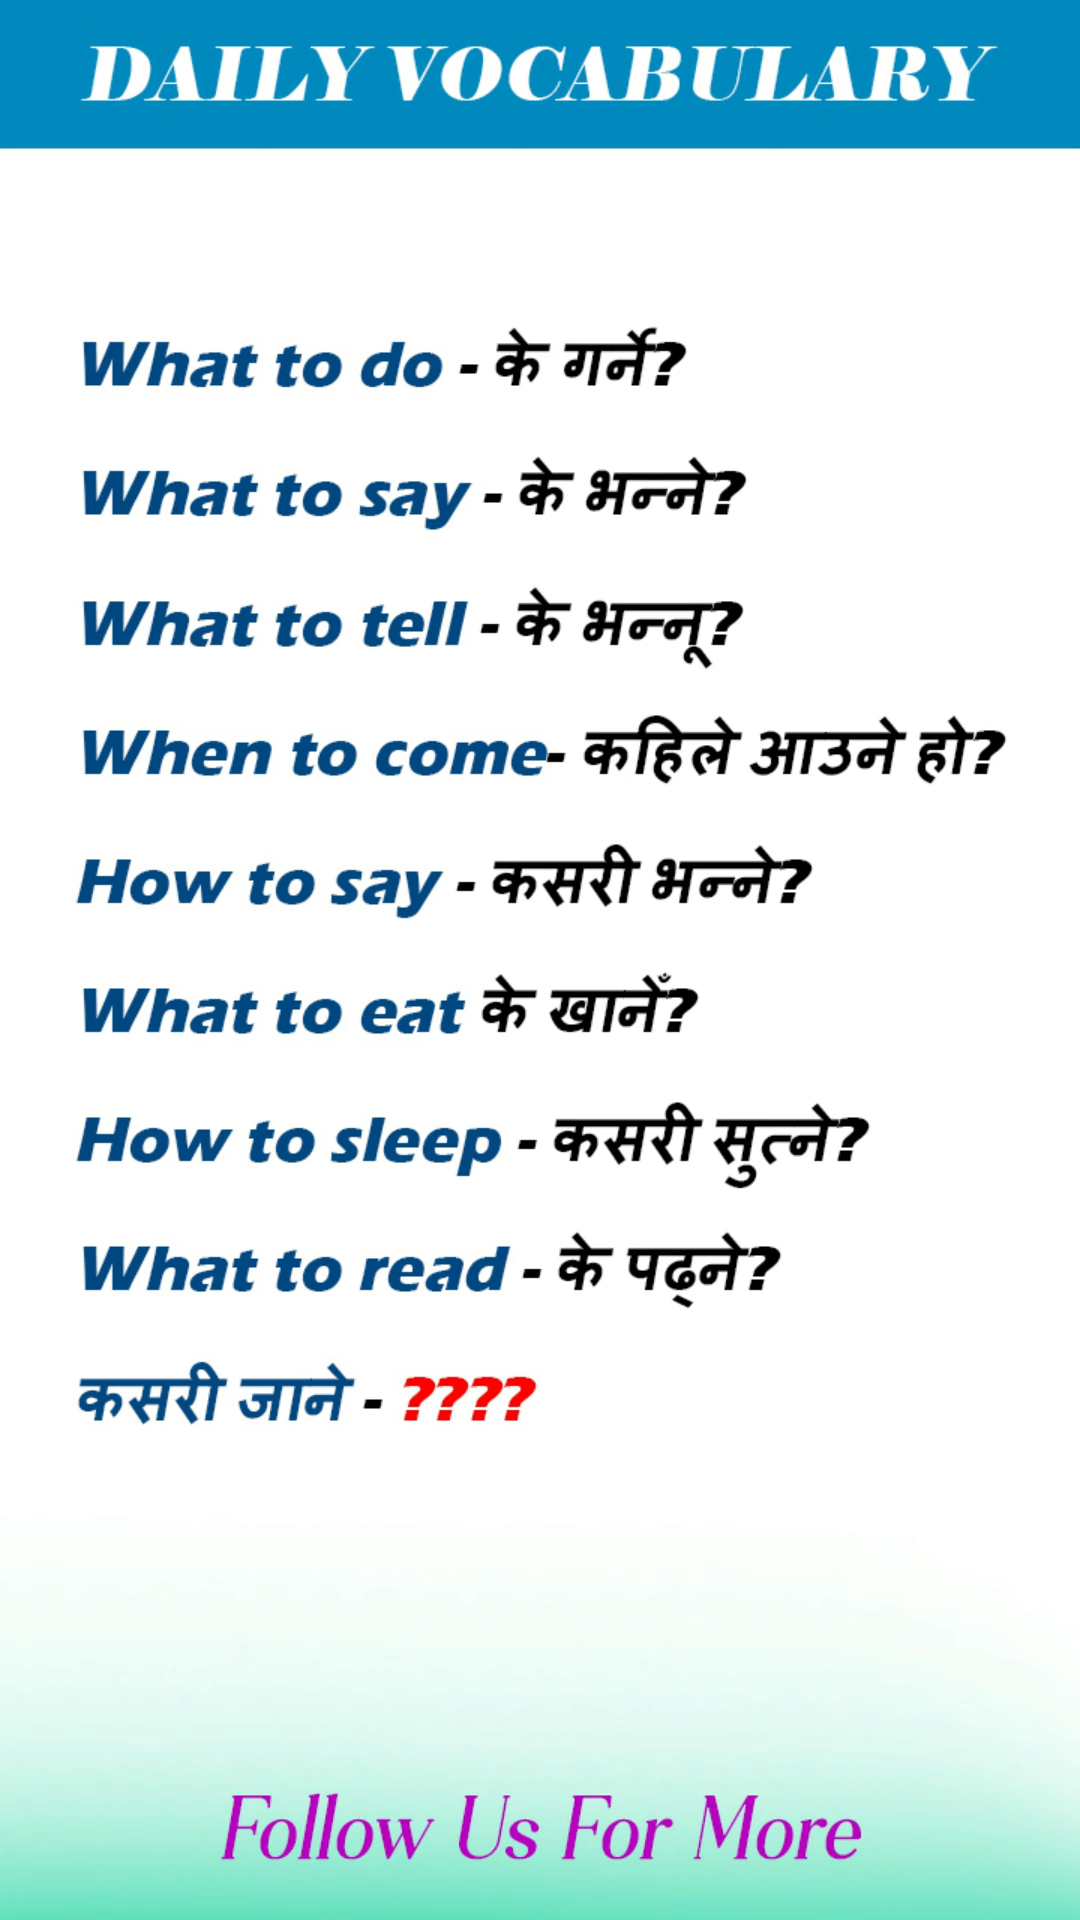 DAILY VOCABULARY
What to do - के गर्ने?
What to say - के भन्ने?
What to tell - के भन्नू?
When to come- कहिले आउने हो?
How to say - कसरी भन्ने?
What to eat के खानेँ?
How to sleep - कसरी सुत्ने?
What to read - के पढ्ने?
कसरी जाने - ????
Follow Us For More